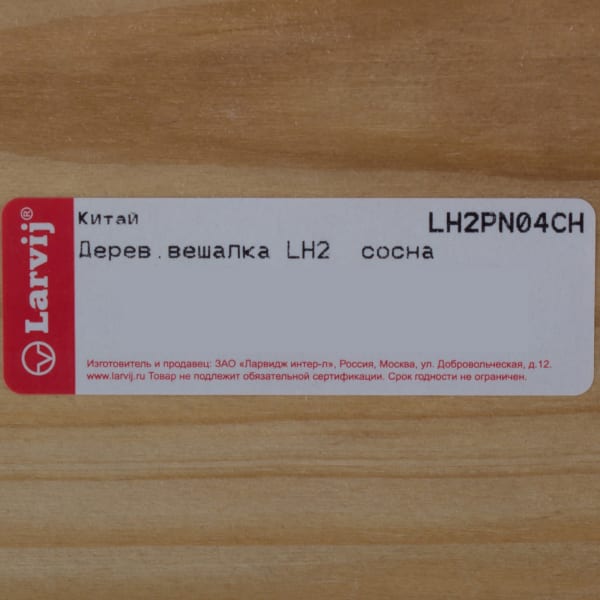 Larvij®
Китай
LH2PN04CH
Дерев.вешалка LH2 сосна
Изготовитель и продавец: ЗАО «Ларвидж интер-л», Россия, Москва, ул. Добровольческая, д.12.
www.larvij.ru Товар не подлежит обязательной сертификации. Срок годности не ограничен.